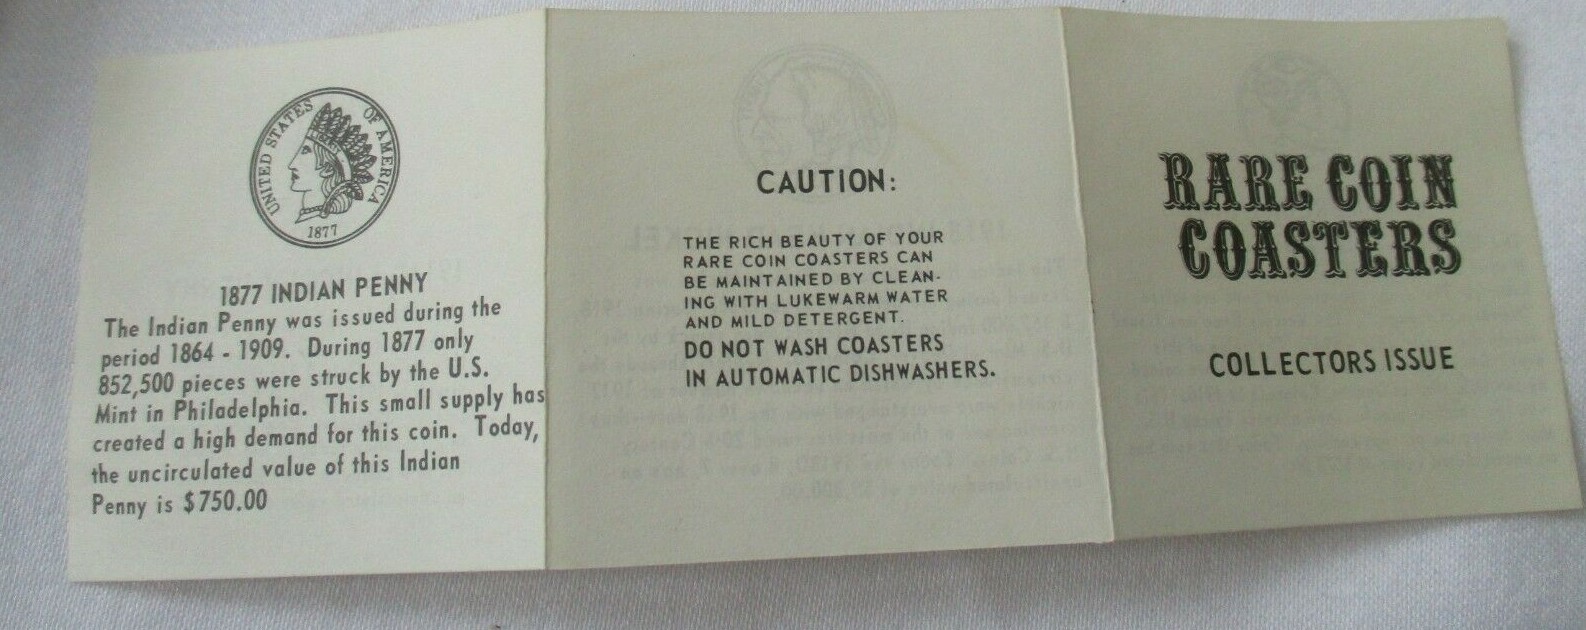 UNITED STATES OF AMERICA
1877
1877 INDIAN PENNY
The Indian Penny was issued during the
period 1864 - 1909. During 1877 only
852,500 pieces were struck by the U.S.
Mint in Philadelphia. This small supply has
created a high demand for this coin. Today,
the uncirculated value of this Indian
Penny is $750.00
CAUTION:
THE RICH BEAUTY OF YOUR
RARE COIN COASTERS CAN
BE MAINTAINED BY CLEAN-
ING WITH LUKEWARM WATER
AND MILD DETERGENT.
DO NOT WASH COASTERS
IN AUTOMATIC DISHWASHERS.
RARE COIN
COASTERS
COLLECTORS ISSUE